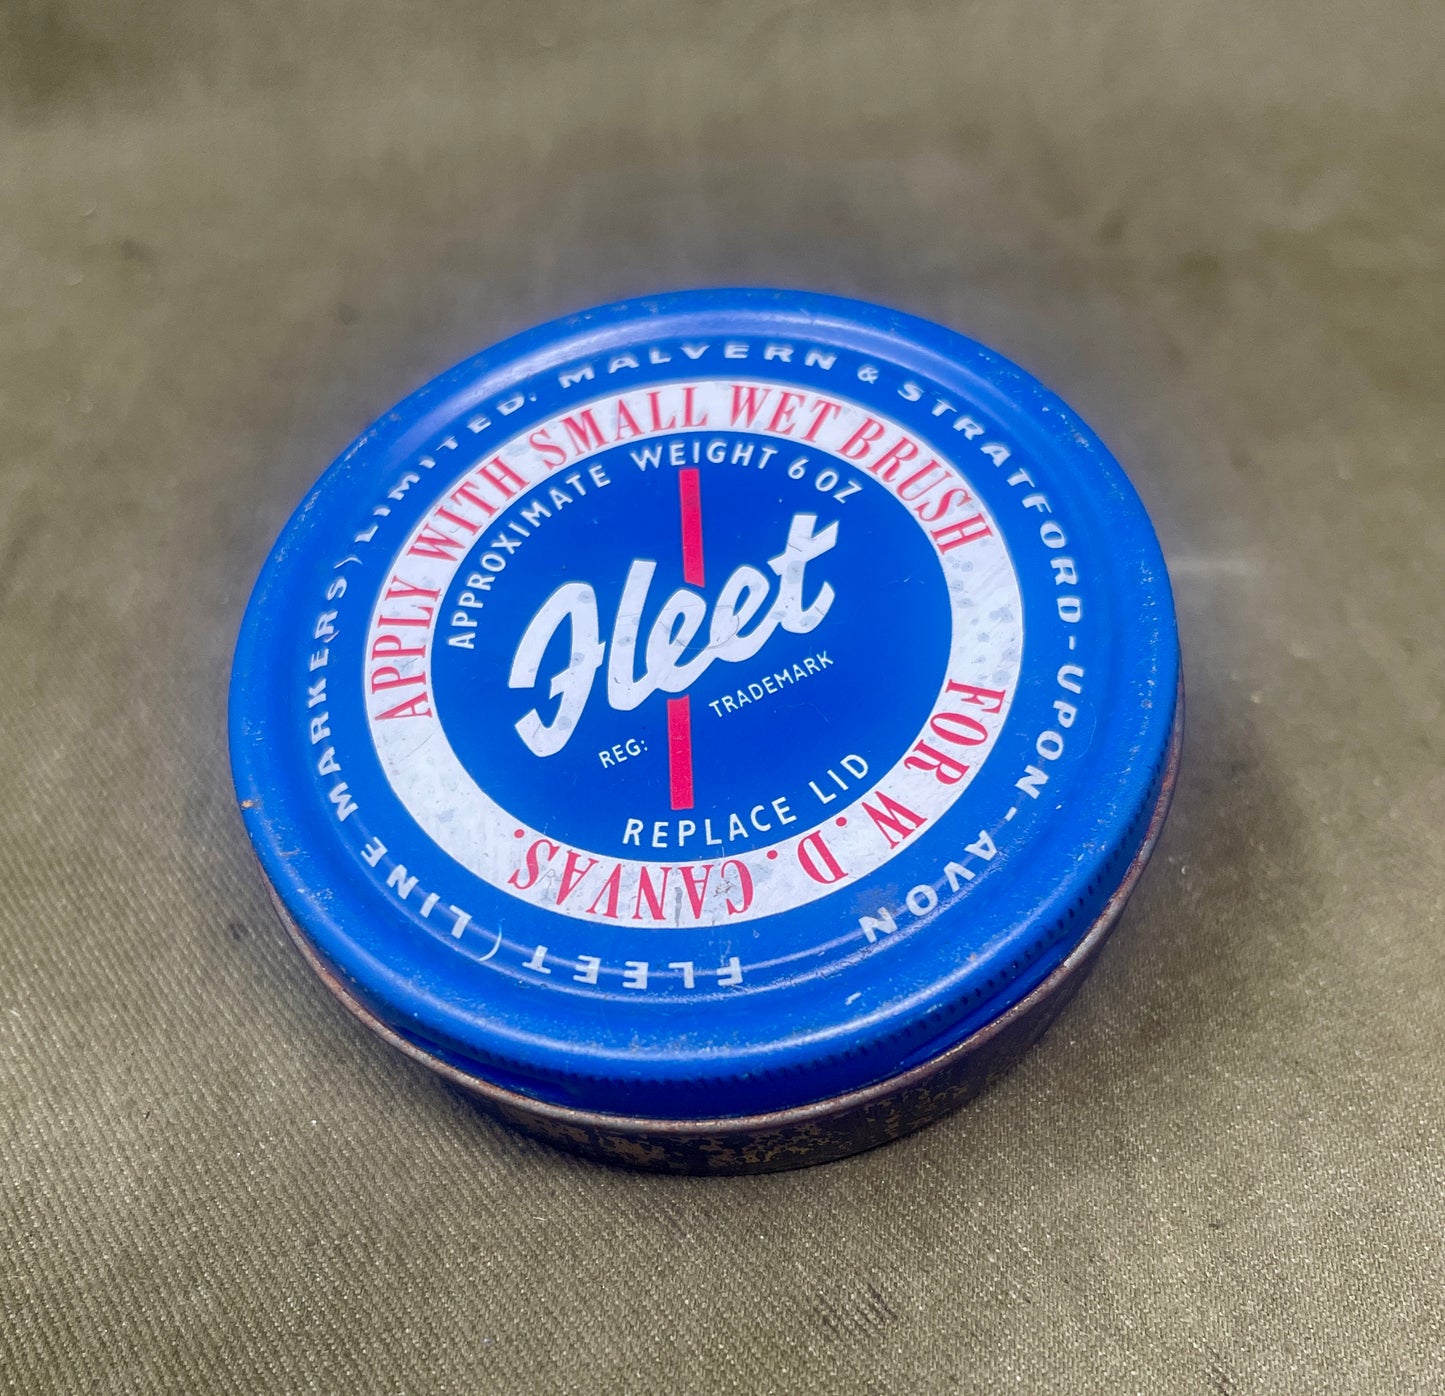 FLEET (LINE MARKERS) LIMITED, MALVERN & STRATFORD-UPON-AVON
APPLY WITH SMALL WET BRUSH FOR W.D. CANVAS.
APPROXIMATE WEIGHT 6 OZ
Fleet
REG: TRADEMARK
REPLACE LID